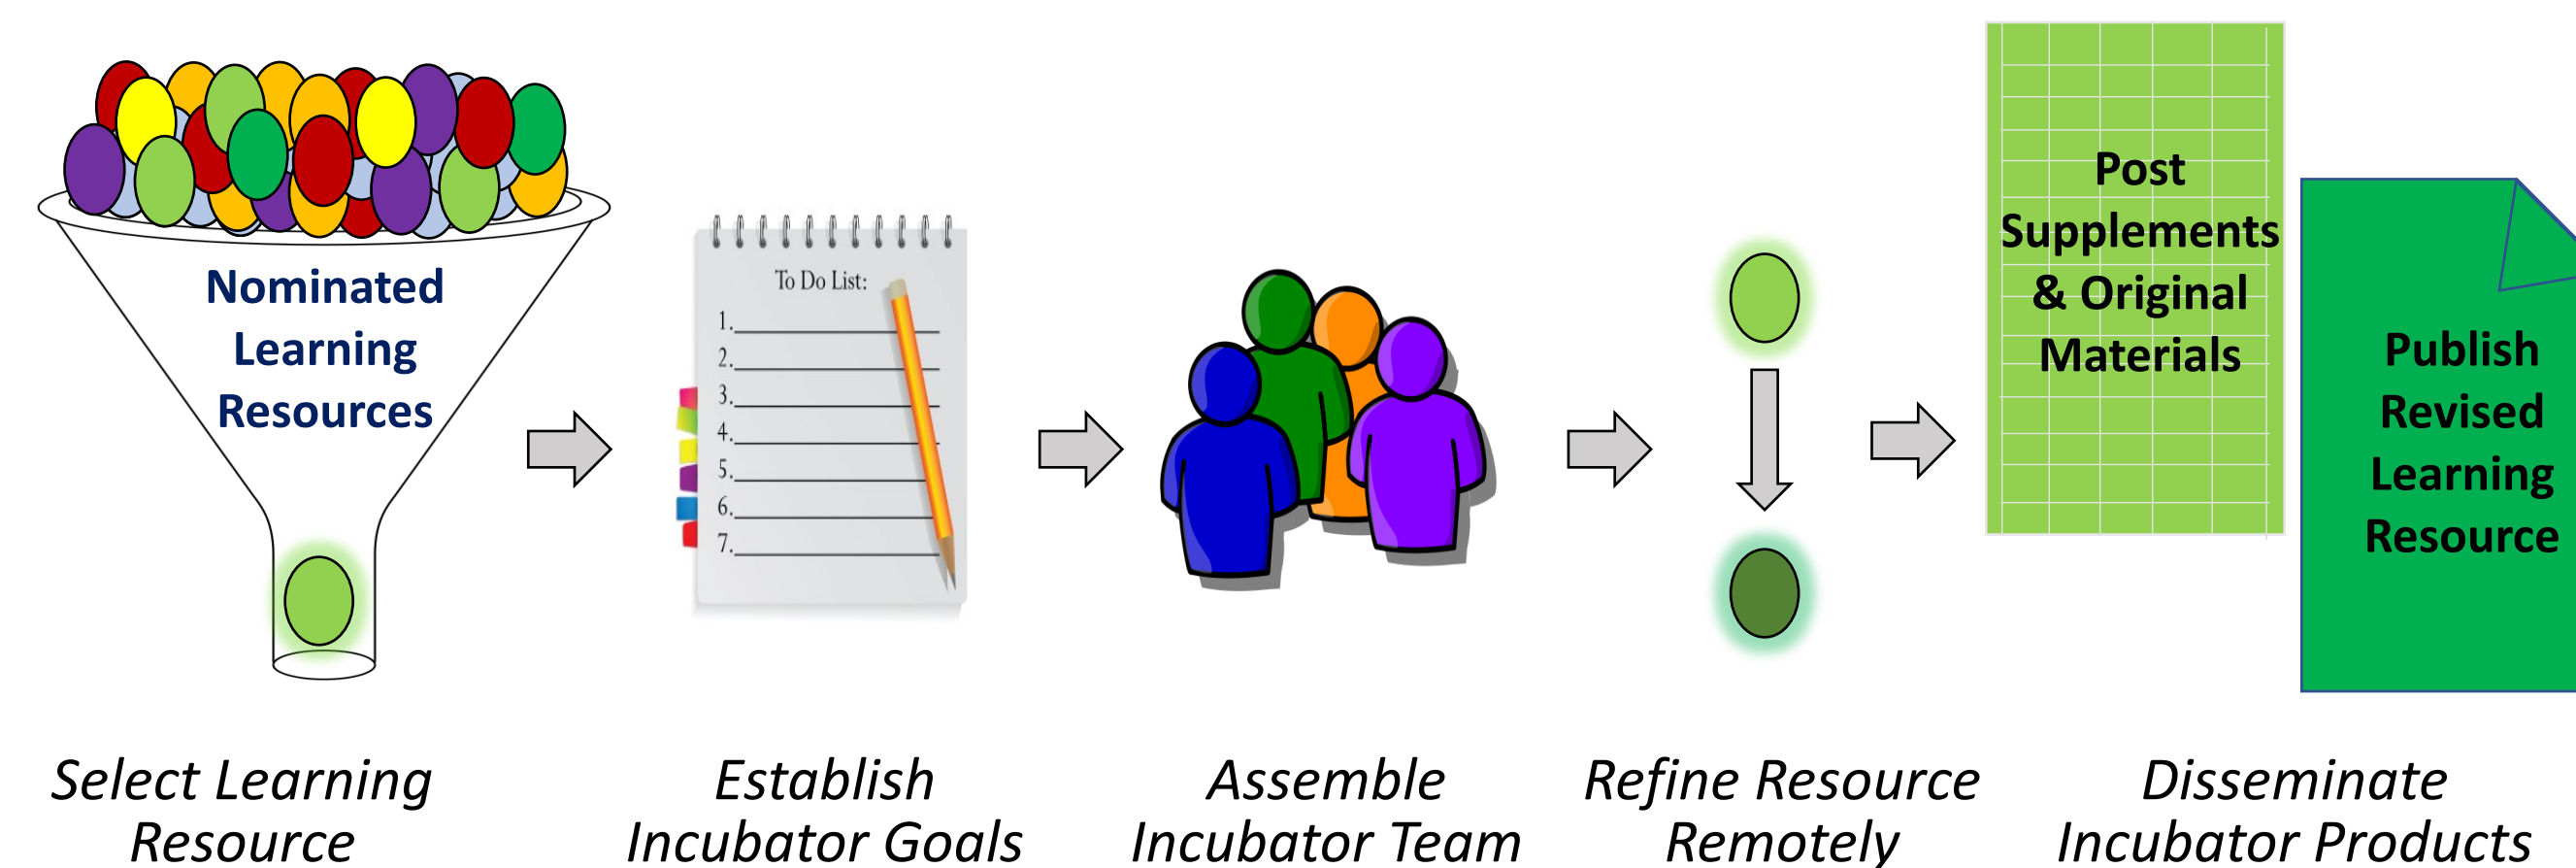 Nominated
Learning
Resources
To Do List:
1.
2.
3.
4.
5.
6.
7.
Post
Supplements
& Original
Materials
Publish
Revised
Learning
Resource
Select Learning
Resource
Establish
Incubator Goals
Assemble
Incubator Team
Refine Resource
Remotely
Disseminate
Incubator Products